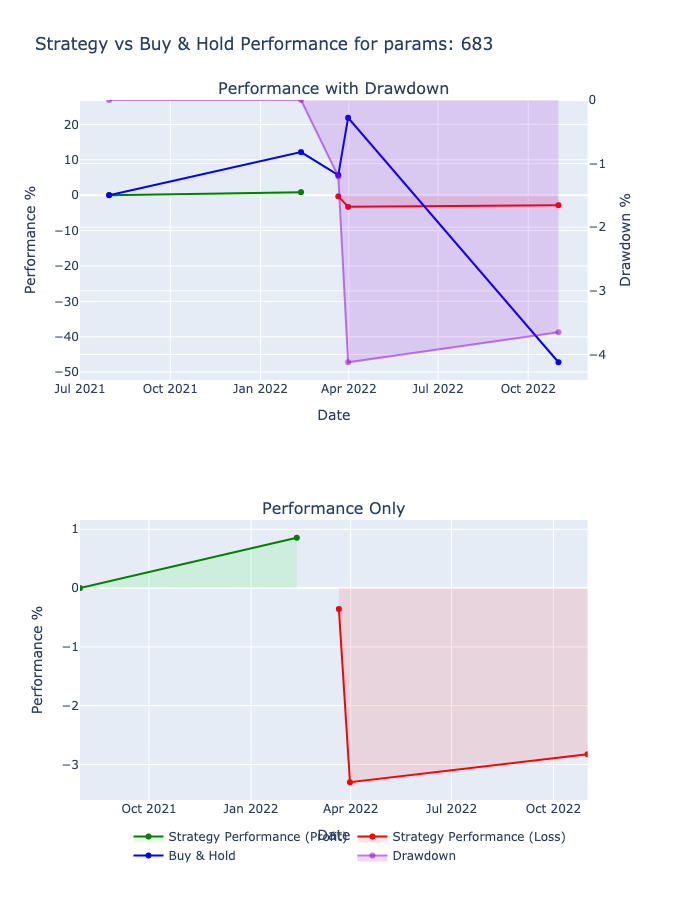 Strategy vs Buy & Hold Performance for params: 683
Performance with Drawdown
20
10
0
−10
−20
−30
−40
−50
Performance %
0
−1
−2
−3
−4
Drawdown %
Jul 2021 Oct 2021 Jan 2022 Apr 2022 Jul 2022 Oct 2022
Date
Performance Only
1
0
−1
−2
−3
Performance %
Oct 2021 Jan 2022 Apr 2022 Jul 2022 Oct 2022
Date
Strategy Performance (Profit) Strategy Performance (Loss)
Buy & Hold Drawdown